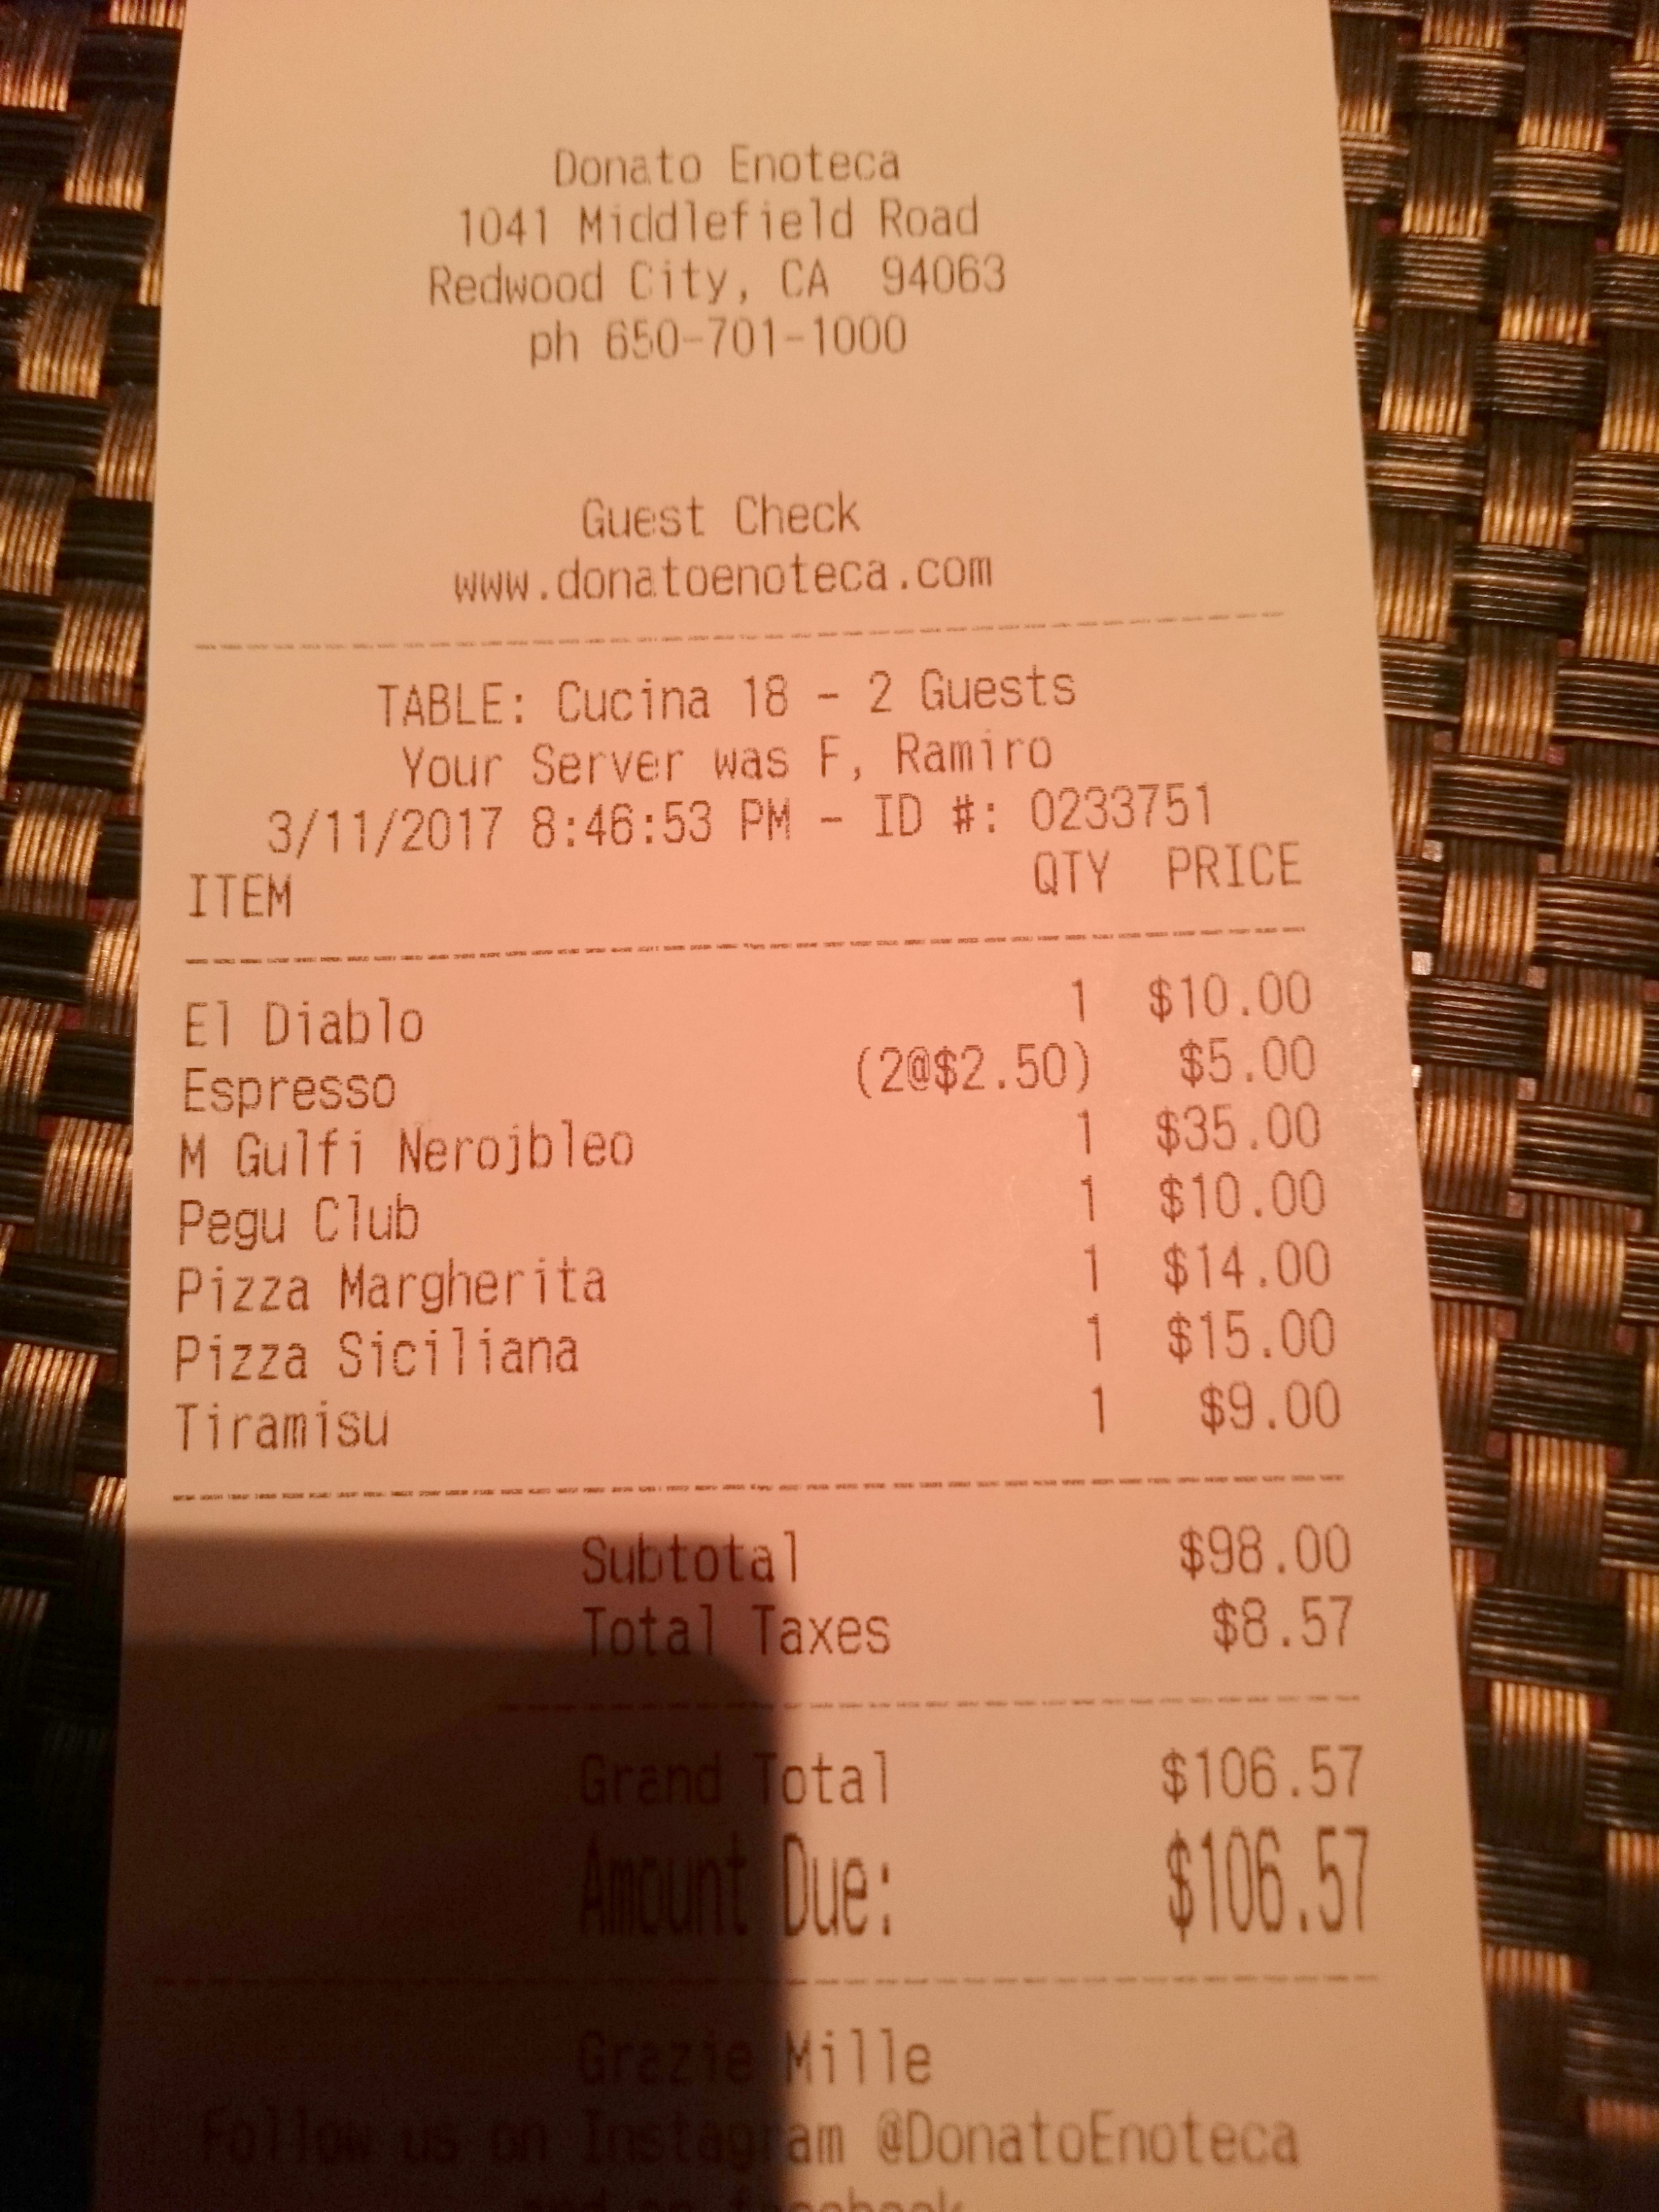 Donato Enoteca
1041 Middlefield Road
Redwood City, CA 94063
ph 650-701-1000
Guest Check
www.donatoenoteca.com
TABLE: Cucina 18 - 2 Guests
Your Server was F, Ramiro
3/11/2017 8:46:53 PM - ID #: 0233751
ITEM QTY PRICE
El Diablo 1 $10.00
Espresso (2@$2.50) $5.00
M Gulfi Nerojbleo 1 $35.00
Pegu Club 1 $10.00
Pizza Margherita 1 $14.00
Pizza Siciliana 1 $15.00
Tiramisu 1 $9.00
Subtotal $98.00
Total Taxes $8.57
Grand Total $106.57
Amount Due: $106.57
Grazie Mille
Follow us on Instagram @DonatoEnoteca
and on facebook